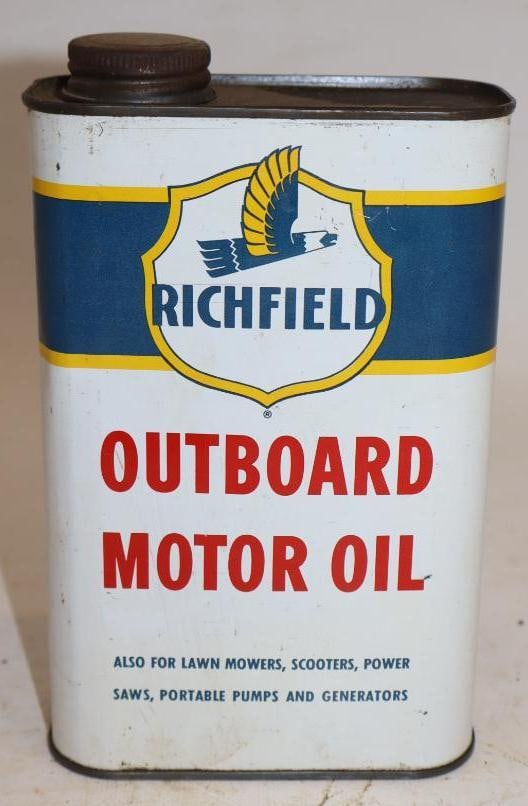 RICHFIELD
®
OUTBOARD
MOTOR OIL
ALSO FOR LAWN MOWERS, SCOOTERS, POWER
SAWS, PORTABLE PUMPS AND GENERATORS